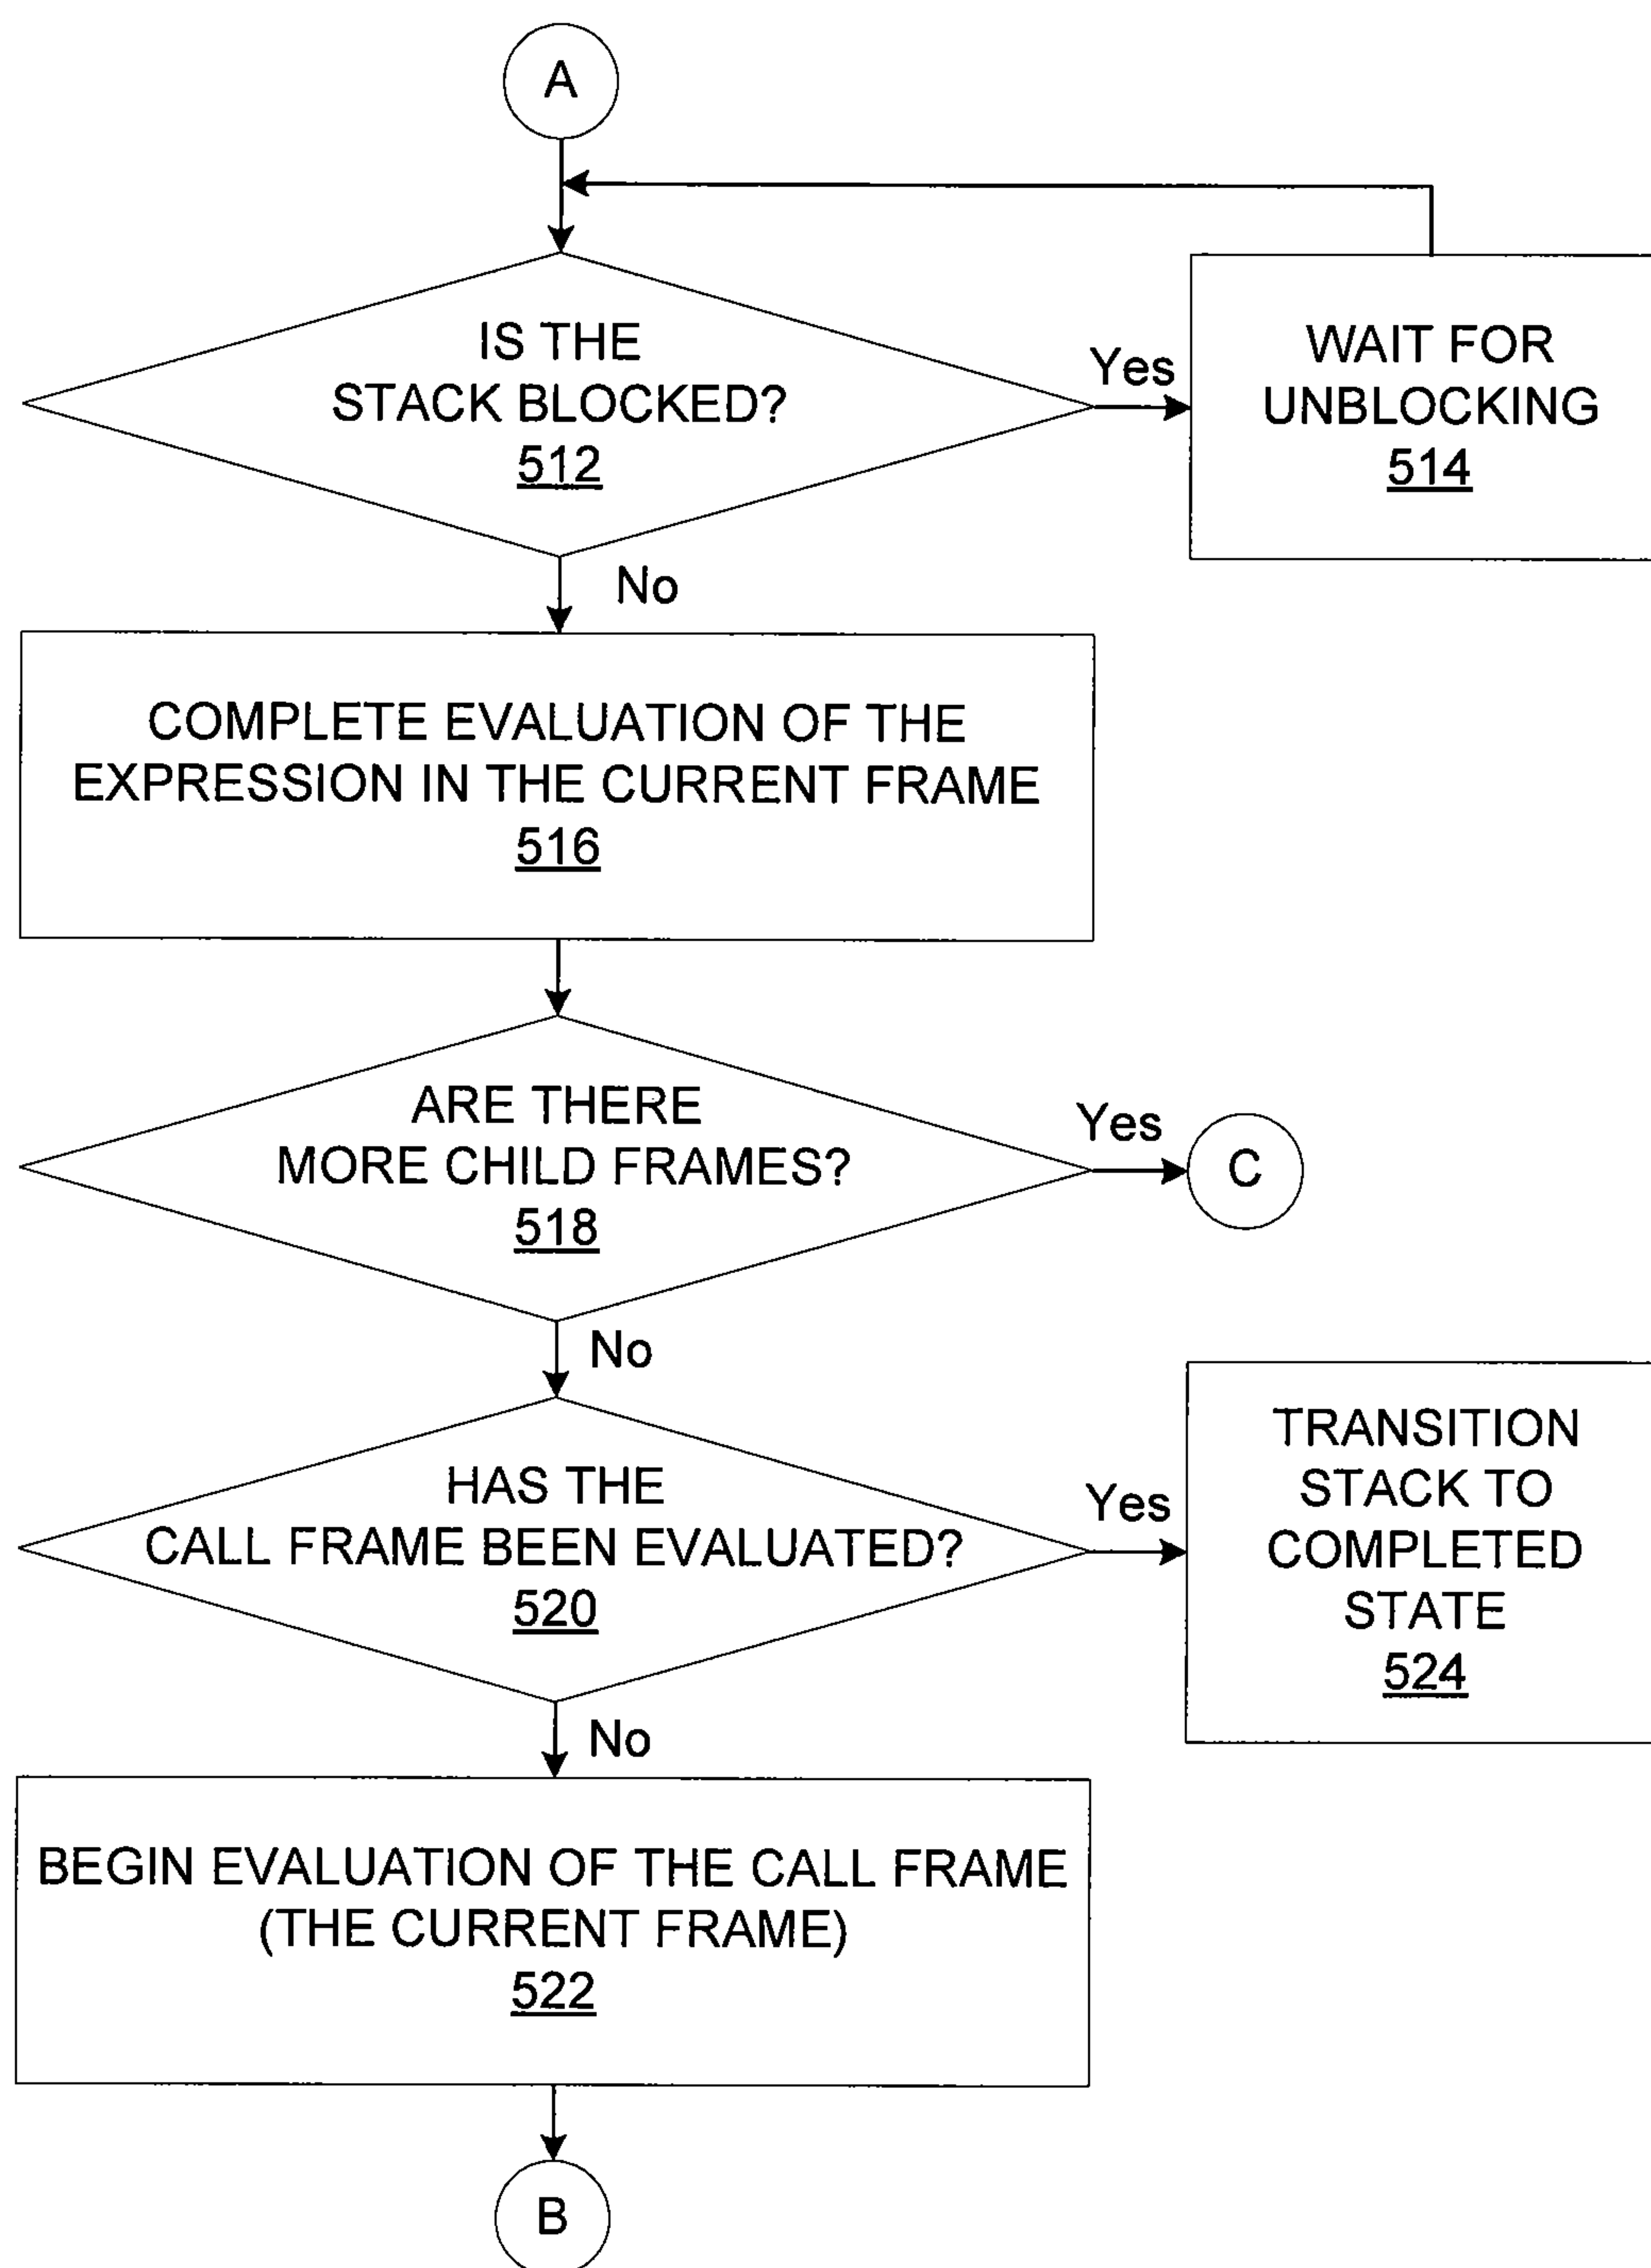 A
IS THE
STACK BLOCKED?
512
Yes
WAIT FOR
UNBLOCKING
514
No
COMPLETE EVALUATION OF THE
EXPRESSION IN THE CURRENT FRAME
516
ARE THERE
MORE CHILD FRAMES?
518
Yes
C
No
HAS THE
CALL FRAME BEEN EVALUATED?
520
Yes
TRANSITION
STACK TO
COMPLETED
STATE
524
No
BEGIN EVALUATION OF THE CALL FRAME
(THE CURRENT FRAME)
522
B